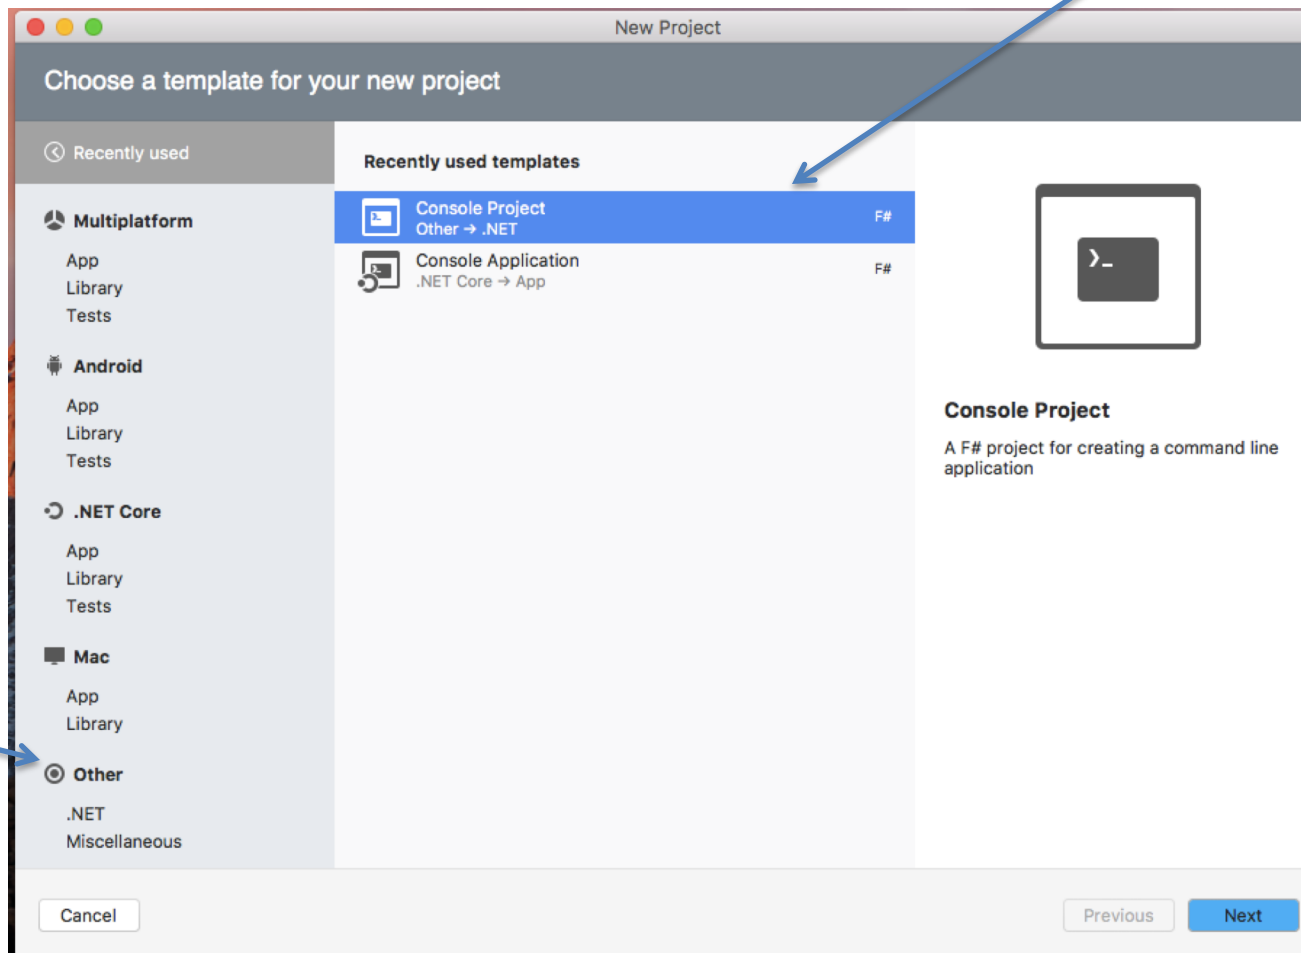 New Project
Choose a template for your new project
Recently used
Multiplatform
App
Library
Tests
Android
App
Library
Tests
.NET Core
App
Library
Tests
Mac
App
Library
Other
.NET
Miscellaneous
Recently used templates
Console Project
F#
Other → .NET
Console Application
F#
.NET Core → App
Console Project
A F# project for creating a command line
application
Cancel
Previous
Next